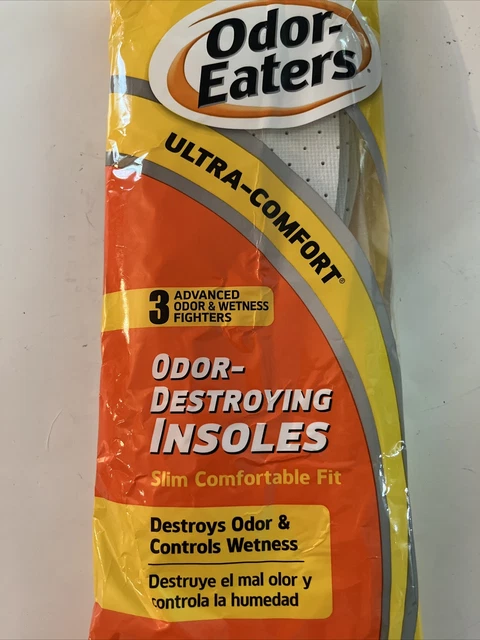 Odor-
Eaters®
ULTRA-COMFORT®
3 ADVANCED
ODOR & WETNESS
FIGHTERS
ODOR-
DESTROYING
INSOLES
Slim Comfortable Fit
Destroys Odor &
Controls Wetness
Destruye el mal olor y
controla la humedad